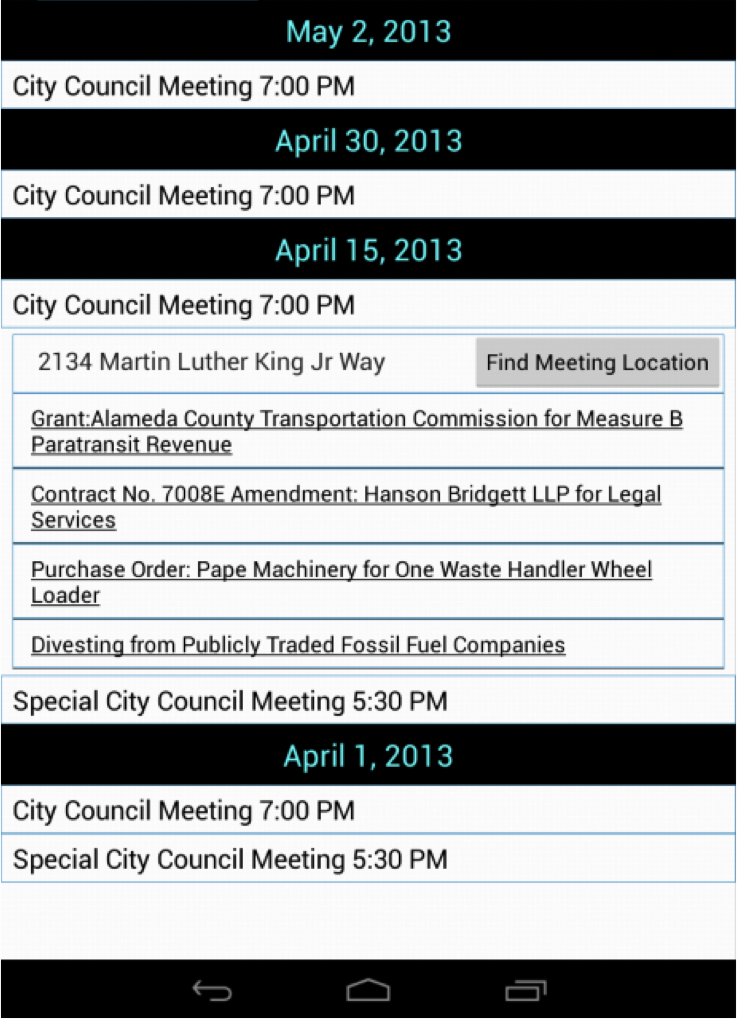 May 2, 2013
City Council Meeting 7:00 PM
April 30, 2013
City Council Meeting 7:00 PM
April 15, 2013
City Council Meeting 7:00 PM
2134 Martin Luther King Jr Way
Find Meeting Location
Grant:Alameda County Transportation Commission for Measure B
Paratransit Revenue
Contract No. 7008E Amendment: Hanson Bridgett LLP for Legal
Services
Purchase Order: Pape Machinery for One Waste Handler Wheel
Loader
Divesting from Publicly Traded Fossil Fuel Companies
Special City Council Meeting 5:30 PM
April 1, 2013
City Council Meeting 7:00 PM
Special City Council Meeting 5:30 PM